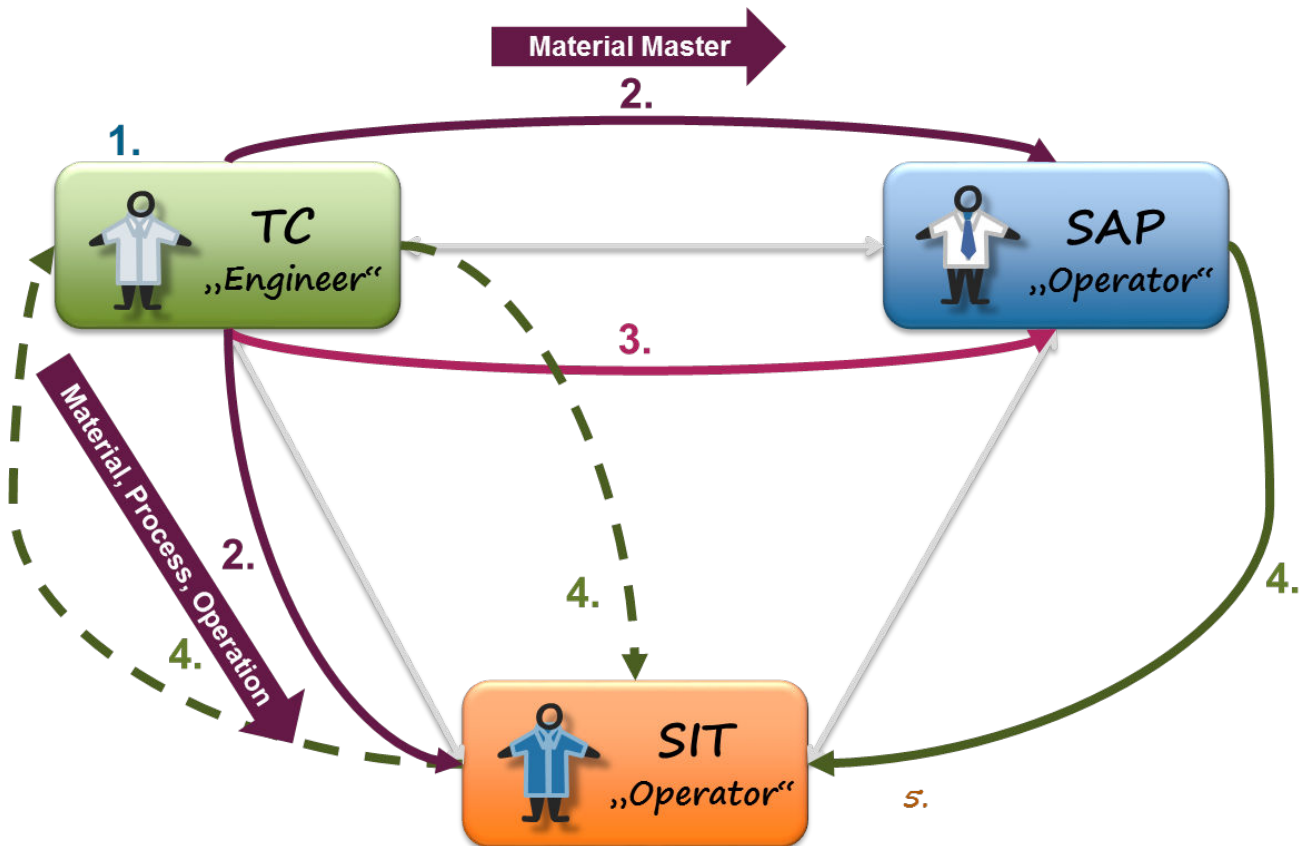 Material Master
2.
1.
TC
„Engineer“
SAP
„Operator“
3.
Material, Process, Operation
2.
4.
4.
4.
SIT
„Operator“
5.